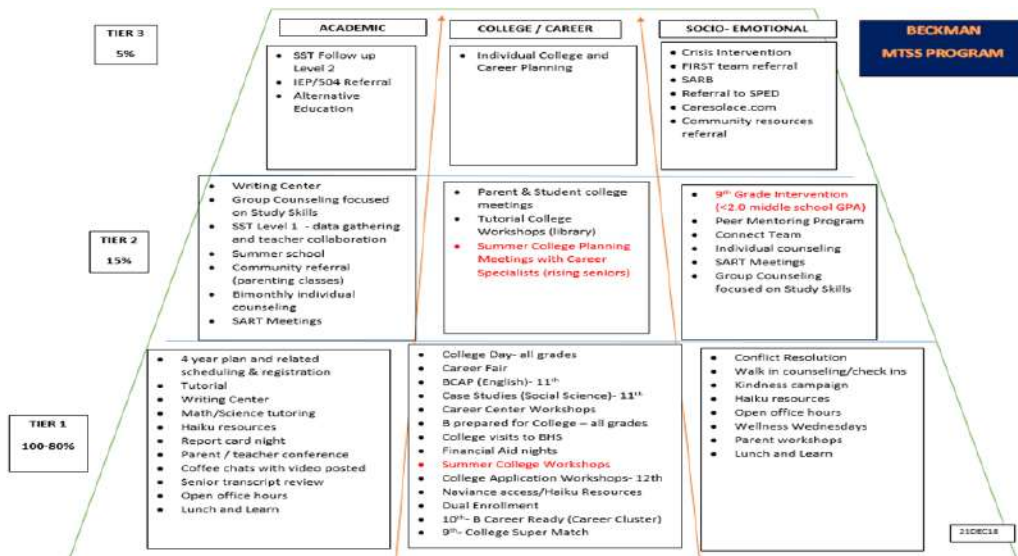 TIER 3
5%
ACADEMIC
COLLEGE / CAREER
SOCIO- EMOTIONAL
BECKMAN
MTSS PROGRAM
• SST Follow up
Level 2
• IEP/504 Referral
• Alternative
Education
• Individual College and
Career Planning
• Crisis Intervention
• FIRST team referral
• SARB
• Referral to SPED
• Caresolace.com
• Community resources
referral
TIER 2
15%
• Writing Center
• Group Counseling focused
on Study Skills
• SST Level 1 - data gathering
and teacher collaboration
• Summer school
• Community referral
(parenting classes)
• Bimonthly individual
counseling
• SART Meetings
• Parent & Student college
meetings
• Tutorial College
Workshops (library)
• Summer College Planning
Meetings with Career
Specialists (rising seniors)
• 9th Grade Intervention
(<2.0 middle school GPA)
• Peer Mentoring Program
• Connect Team
• Individual counseling
• SART Meetings
• Group Counseling
focused on Study Skills
TIER 1
100-80%
• 4 year plan and related
scheduling & registration
• Tutorial
• Writing Center
• Math/Science tutoring
• Haiku resources
• Report card night
• Parent / teacher conference
• Coffee chats with video posted
• Senior transcript review
• Open office hours
• Lunch and Learn
• College Day- all grades
• Career Fair
• BCAP (English)- 11th
• Case Studies (Social Science)- 11th
• Career Center Workshops
• B prepared for College – all grades
• College visits to BHS
• Financial Aid nights
• Summer College Workshops
• College Application Workshops- 12th
• Naviance access/Haiku Resources
• Dual Enrollment
• 10th- B Career Ready (Career Cluster)
• 9th- College Super Match
• Conflict Resolution
• Walk in counseling/check ins
• Kindness campaign
• Haiku resources
• Open office hours
• Wellness Wednesdays
• Parent workshops
• Lunch and Learn
21DEC18